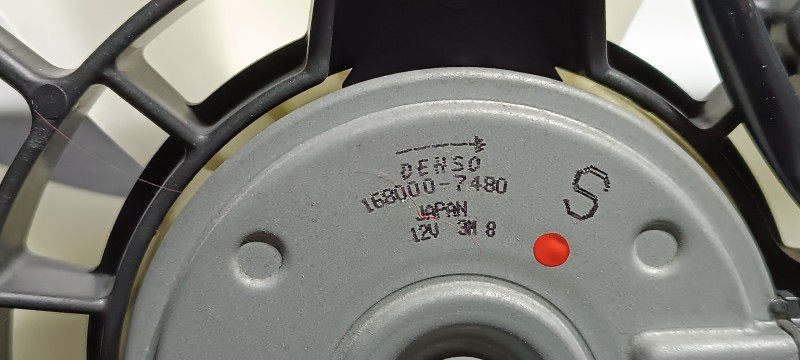 DENSO
168000-7480
JAPAN
12V 3M 8
S